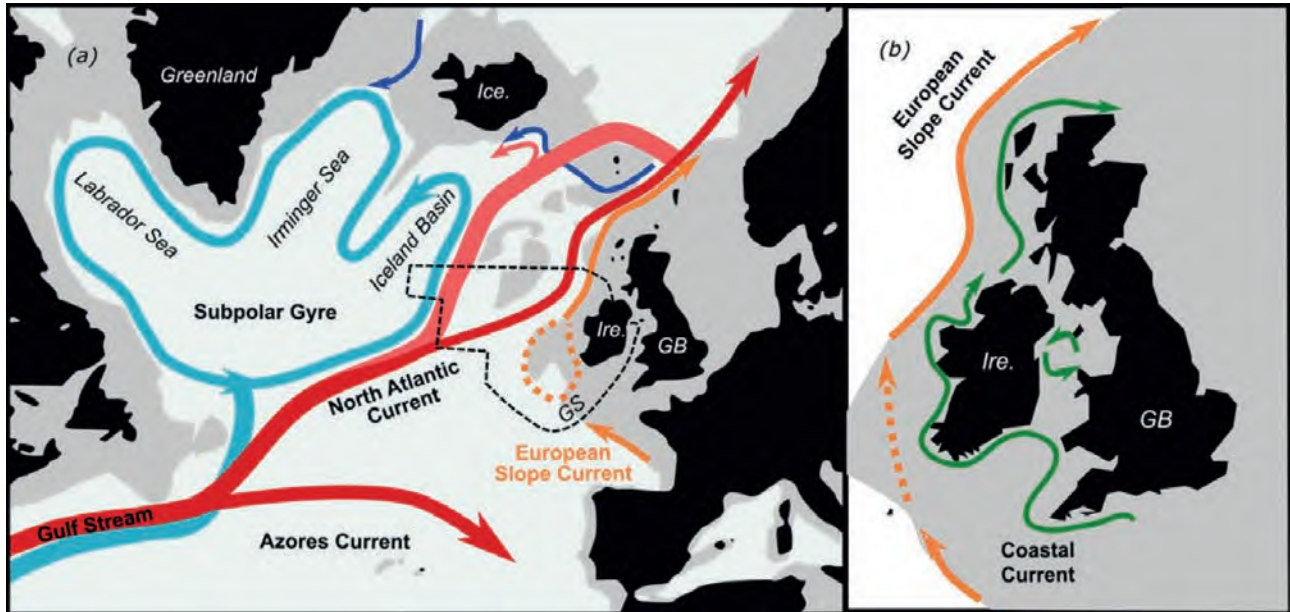 (a)
Greenland
Ice.
Labrador Sea
Irminger Sea
Iceland Basin
Subpolar Gyre
Ire.
GB
North Atlantic
Current
GS
European
Slope Current
Gulf Stream
Azores Current
(b)
European
Slope Current
Ire.
GB
Coastal
Current